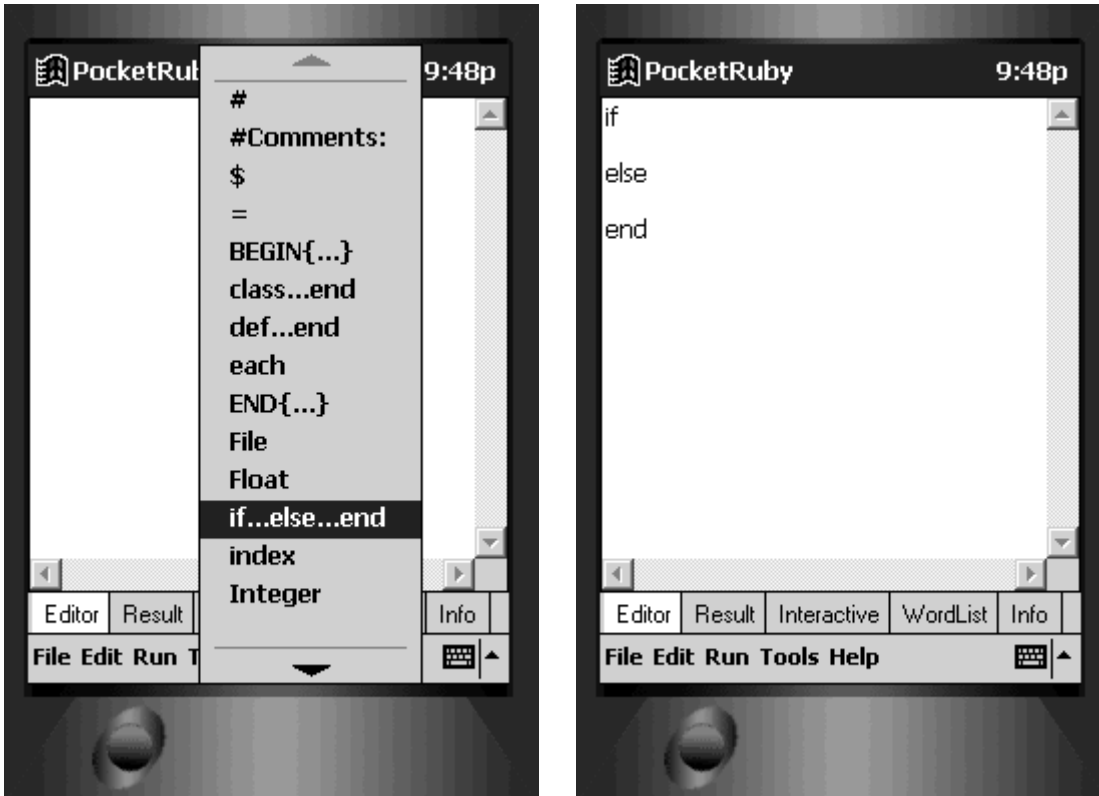 PocketRub 9:48p
#
#Comments:
$
=
BEGIN{...}
class...end
def...end
each
END{...}
File
Float
if...else...end
index
Integer
Editor Result Info
File Edit Run T
PocketRuby 9:48p
if
else
end
Editor Result Interactive WordList Info
File Edit Run Tools Help